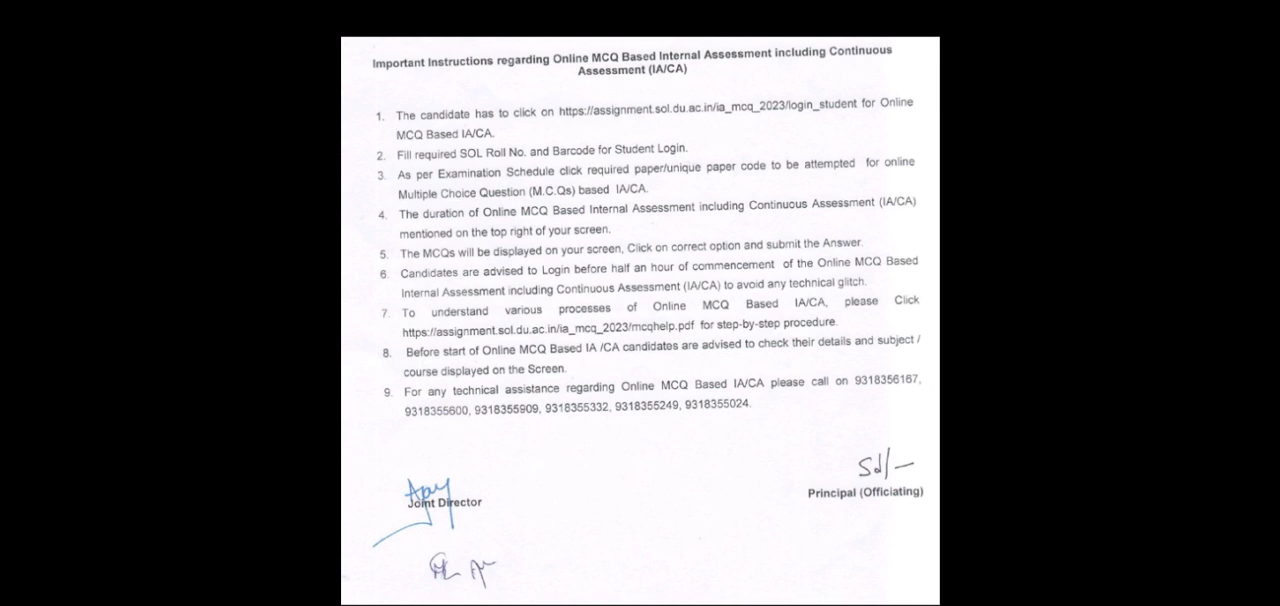 Important Instructions regarding Online MCQ Based Internal Assessment including Continuous
Assessment (IA/CA)
1. The candidate has to click on https://assignment.sol.du.ac.in/ia_mcq_2023/login_student for Online
MCQ Based IA/CA.
2. Fill required SOL Roll No. and Barcode for Student Login.
3. As per Examination Schedule click required paper/unique paper code to be attempted for online
Multiple Choice Question (M.C.Qs) based IA/CA.
4. The duration of Online MCQ Based Internal Assessment including Continuous Assessment (IA/CA)
mentioned on the top right of your screen.
5. The MCQs will be displayed on your screen, Click on correct option and submit the Answer.
6. Candidates are advised to Login before half an hour of commencement of the Online MCQ Based
Internal Assessment including Continuous Assessment (IA/CA) to avoid any technical glitch.
7. To understand various processes of Online MCQ Based IA/CA, please Click
https://assignment.sol.du.ac.in/ia_mcq_2023/mcqhelp.pdf for step-by-step procedure.
8. Before start of Online MCQ Based IA /CA candidates are advised to check their details and subject /
course displayed on the Screen.
9. For any technical assistance regarding Online MCQ Based IA/CA please call on 9318356167,
9318355600, 9318355909, 9318355332, 9318355249, 9318355024.
Sd/-
Principal (Officiating)
Ajay
Joint Director